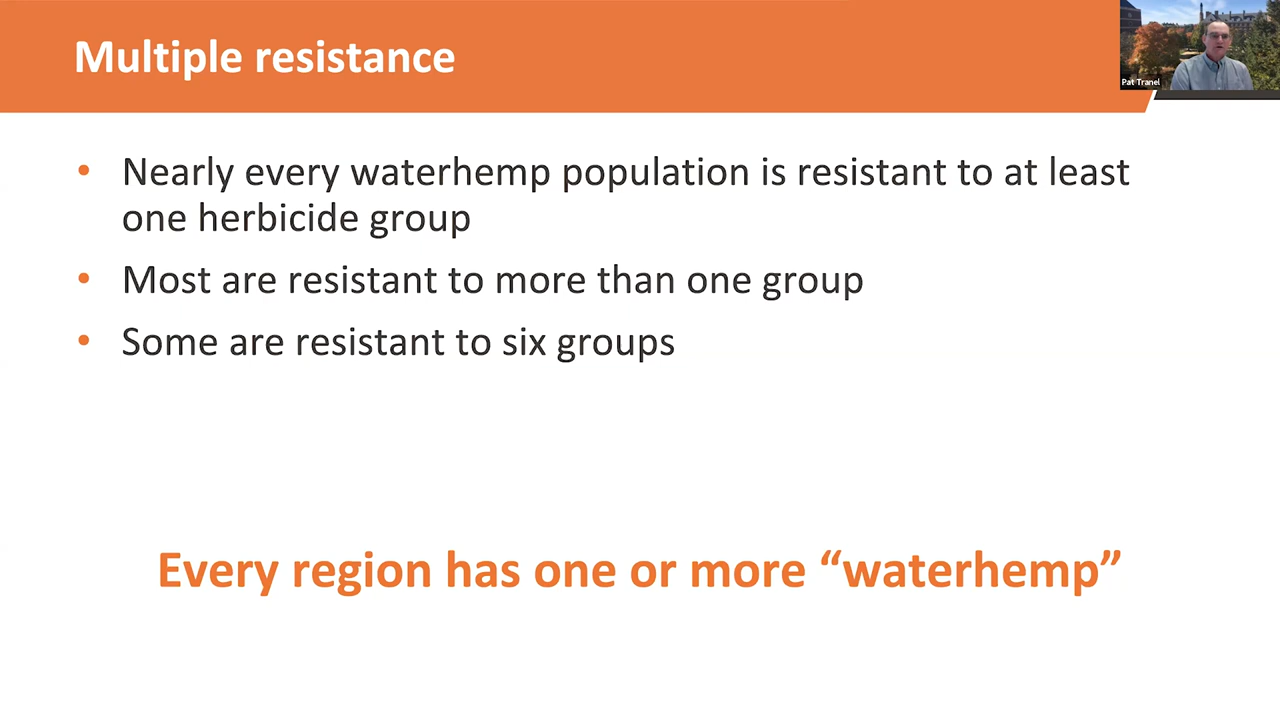 Multiple resistance
Pat Tranel
• Nearly every waterhemp population is resistant to at least
one herbicide group
• Most are resistant to more than one group
• Some are resistant to six groups
Every region has one or more “waterhemp”